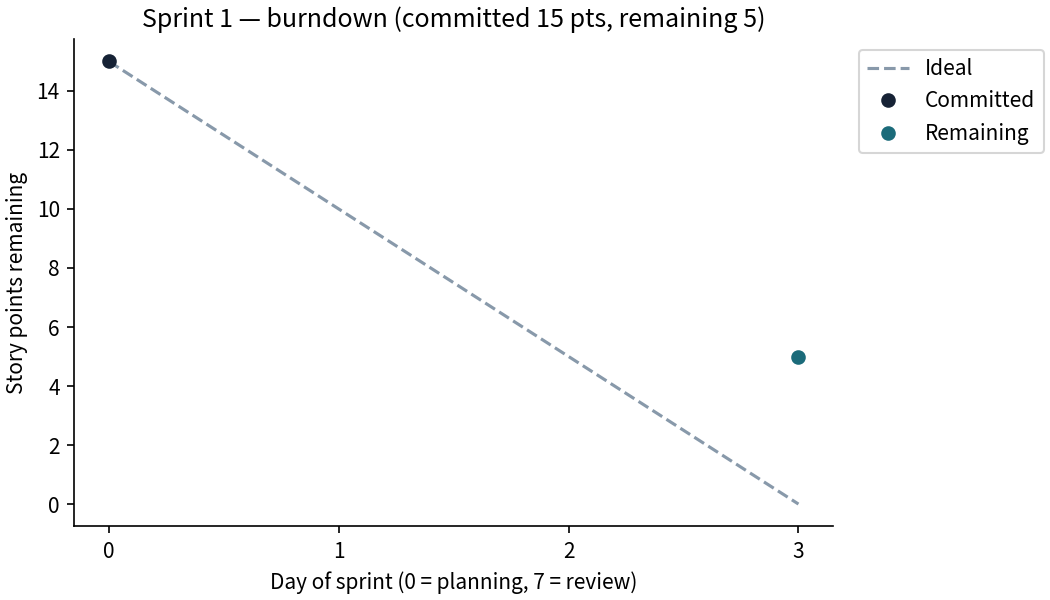 Sprint 1 — burndown (committed 15 pts, remaining 5)
Ideal
Committed
Remaining
Story points remaining
14
12
10
8
6
4
2
0
0 1 2 3
Day of sprint (0 = planning, 7 = review)